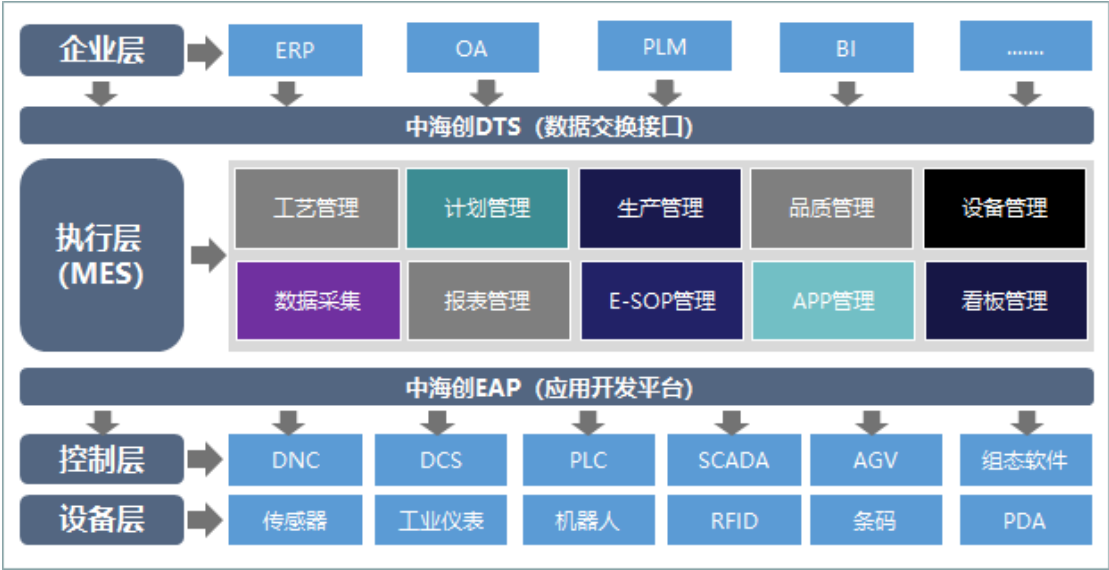 企业层
ERP
OA
PLM
BI
.......
中海创DTS（数据交换接口）
执行层
(MES)
工艺管理
计划管理
生产管理
品质管理
设备管理
数据采集
报表管理
E-SOP管理
APP管理
看板管理
中海创EAP（应用开发平台）
控制层
DNC
DCS
PLC
SCADA
AGV
组态软件
设备层
传感器
工业仪表
机器人
RFID
条码
PDA